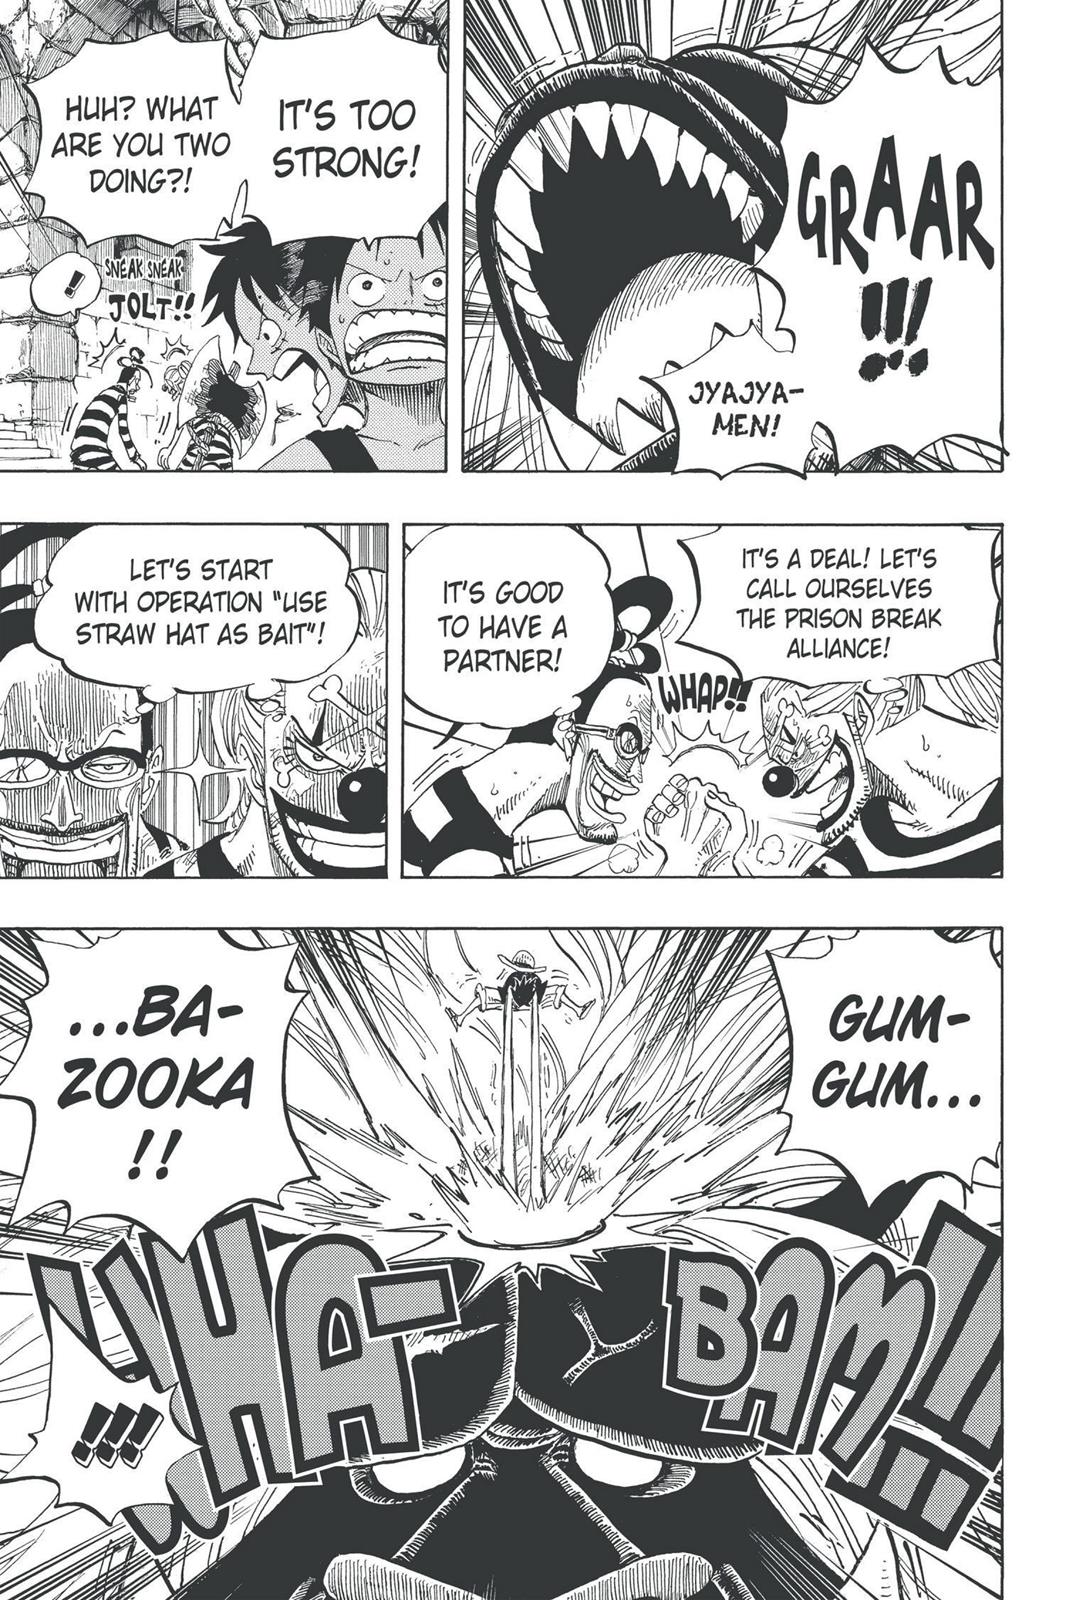 GRAAR
!!!
JYAJYA-
MEN!
IT'S TOO
STRONG!
HUH? WHAT
ARE YOU TWO
DOING?!
SNEAK SNEAK
JOLT!!
!
IT'S A DEAL! LET'S
CALL OURSELVES
THE PRISON BREAK
ALLIANCE!
WHAP!!
IT'S GOOD
TO HAVE A
PARTNER!
LET'S START
WITH OPERATION "USE
STRAW HAT AS BAIT"!
GUM-
GUM...
...BA-
ZOOKA
!!
WHA-
BAM!!
!!!